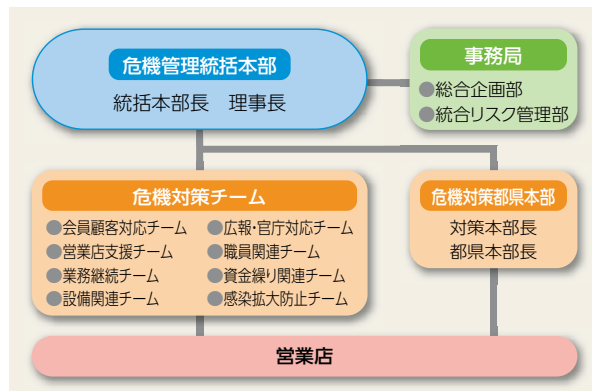 危機管理統括本部
統括本部長　理事長
事務局
●総合企画部
●統合リスク管理部
危機対策チーム
●会員顧客対応チーム
●営業店支援チーム
●業務継続チーム
●設備関連チーム
●広報・官庁対応チーム
●職員関連チーム
●資金繰り関連チーム
●感染拡大防止チーム
危機対策都県本部
対策本部長
都県本部長
営業店